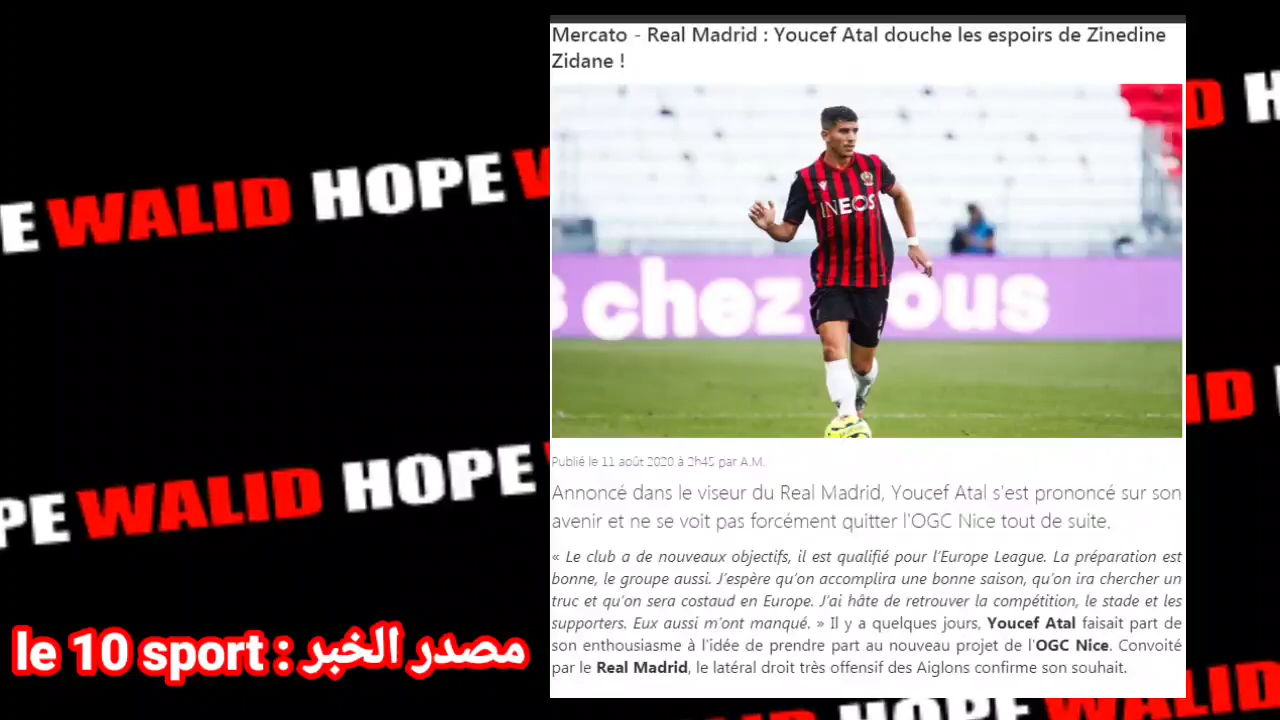 Mercato - Real Madrid : Youcef Atal douche les espoirs de Zinedine
Zidane !
INEOS
s chez ous
Publié le 11 août 2020 à 2h45 par A.M.
Annoncé dans le viseur du Real Madrid, Youcef Atal s'est prononcé sur son
avenir et ne se voit pas forcément quitter l'OGC Nice tout de suite.
« Le club a de nouveaux objectifs, il est qualifié pour l'Europe League. La préparation est
bonne, le groupe aussi. J'espère qu'on accomplira une bonne saison, qu'on ira chercher un
truc et qu'on sera costaud en Europe. J'ai hâte de retrouver la compétition, le stade et les
supporters. Eux aussi m'ont manqué. » Il y a quelques jours, Youcef Atal faisait part de
son enthousiasme à l'idée de prendre part au nouveau projet de l'OGC Nice. Convoité
par le Real Madrid, le latéral droit très offensif des Aiglons confirme son souhait.
PE WALID HOPE W
D H
OPE WALID HOPE
ID
HOPE WALID
مصدر الخبر : le 10 sport